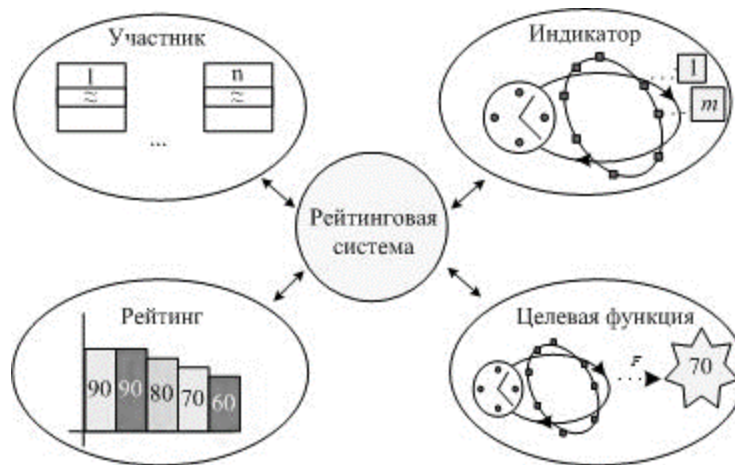 Участник
1
≈
n
≈
...
Индикатор
1
m
Рейтинговая
система
Рейтинг
90 90 80 70 60
Целевая функция
F
70